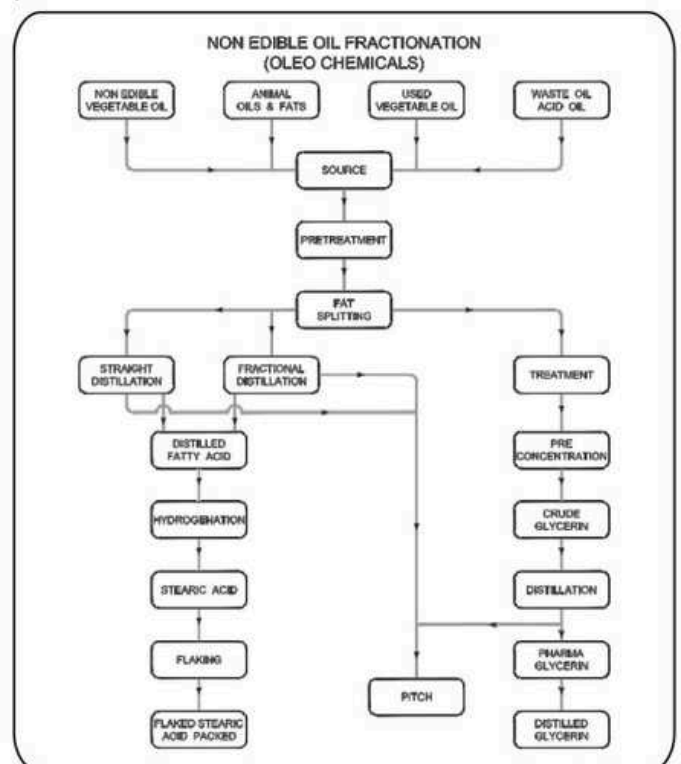 NON EDIBLE OIL FRACTIONATION
(OLEO CHEMICALS)
NON EDIBLE
VEGETABLE OIL
ANIMAL
OILS & FATS
USED
VEGETABLE OIL
WASTE OIL
ACID OIL
SOURCE
PRETREATMENT
FAT
SPLITTING
STRAIGHT
DISTILLATION
FRACTIONAL
DISTILLATION
TREATMENT
DISTILLED
FATTY ACID
PRE
CONCENTRATION
HYDROGENATION
CRUDE
GLYCERIN
STEARIC ACID
DISTILLATION
FLAKING
PHARMA
GLYCERIN
PITCH
FLAKED STEARIC
ACID PACKED
DISTILLED
GLYCERIN